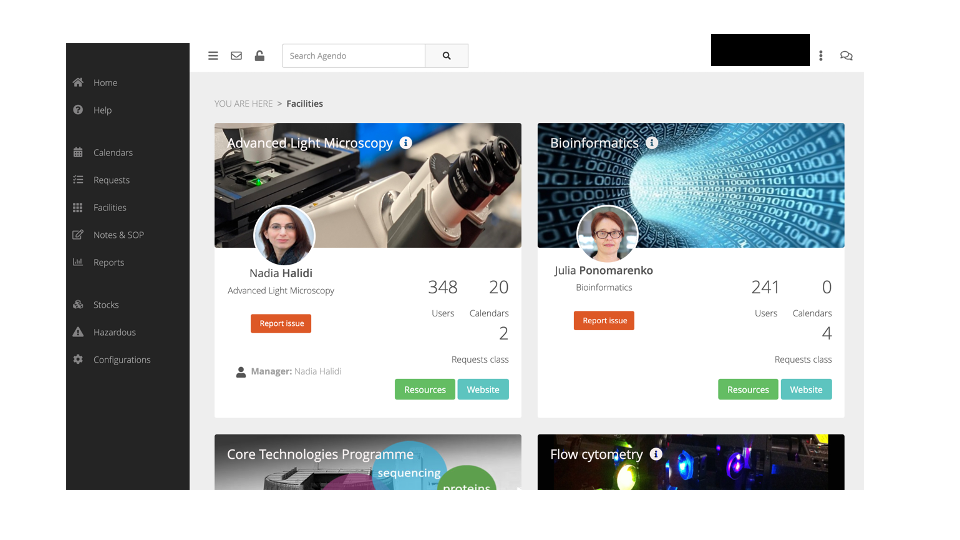 Search Agendo
Home
Help
Calendars
Requests
Facilities
Notes & SOP
Reports
Stocks
Hazardous
Configurations
YOU ARE HERE > Facilities
Advanced Light Microscopy
Nadia Halidi
Advanced Light Microscopy
Report issue
348 20
Users Calendars
2
Requests class
Manager: Nadia Halidi
Resources Website
Bioinformatics
Julia Ponomarenko
Bioinformatics
Report issue
241 0
Users Calendars
4
Requests class
Resources Website
Core Technologies Programme
sequencing
proteins
Flow cytometry